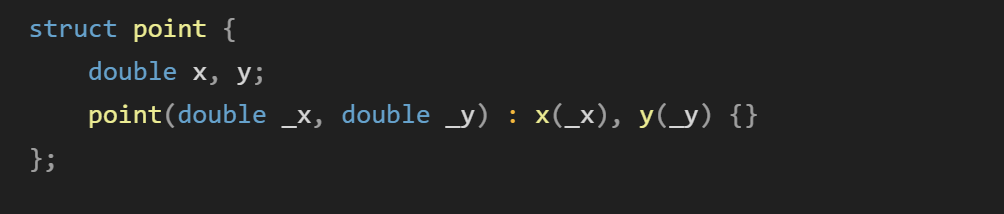 struct point {
    double x, y;
    point(double _x, double _y) : x(_x), y(_y) {}
};